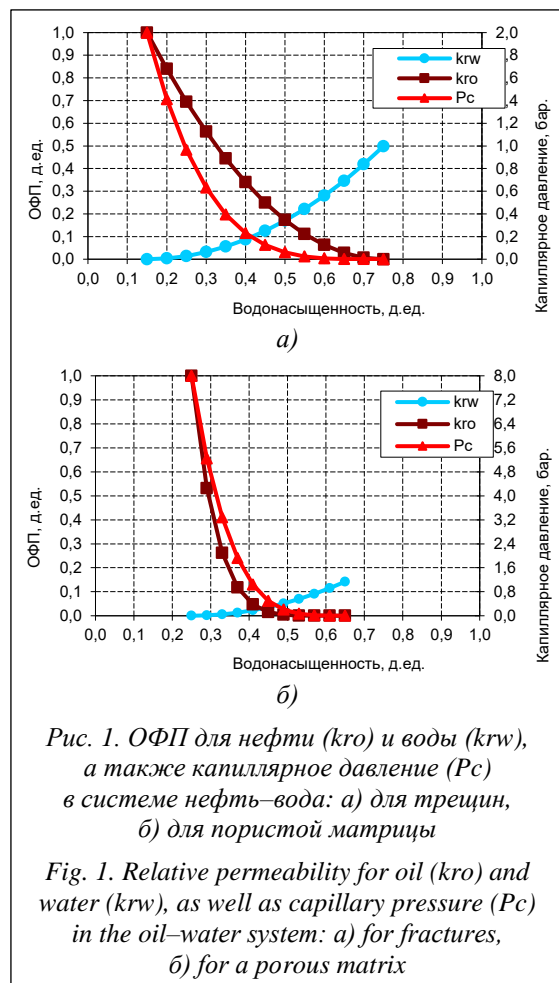 1,0
0,9
0,8
0,7
0,6
0,5
0,4
0,3
0,2
0,1
0,0
ОФП, д.ед.
krw
kro
Pc
2,0
1,8
1,6
1,4
1,2
1,0
0,8
0,6
0,4
0,2
0,0
Капиллярное давление, бар.
0,0 0,1 0,2 0,3 0,4 0,5 0,6 0,7 0,8 0,9 1,0
Водонасыщенность, д.ед.
а)
1,0
0,9
0,8
0,7
0,6
0,5
0,4
0,3
0,2
0,1
0,0
ОФП, д.ед.
krw
kro
Pc
8,0
7,2
6,4
5,6
4,8
4,0
3,2
2,4
1,6
0,8
0,0
Капиллярное давление, бар.
0,0 0,1 0,2 0,3 0,4 0,5 0,6 0,7 0,8 0,9 1,0
Водонасыщенность, д.ед.
б)
Рис. 1. ОФП для нефти (kro) и воды (krw),
а также капиллярное давление (Pc)
в системе нефть–вода: а) для трещин,
б) для пористой матрицы
Fig. 1. Relative permeability for oil (kro) and
water (krw), as well as capillary pressure (Pc)
in the oil–water system: a) for fractures,
б) for a porous matrix